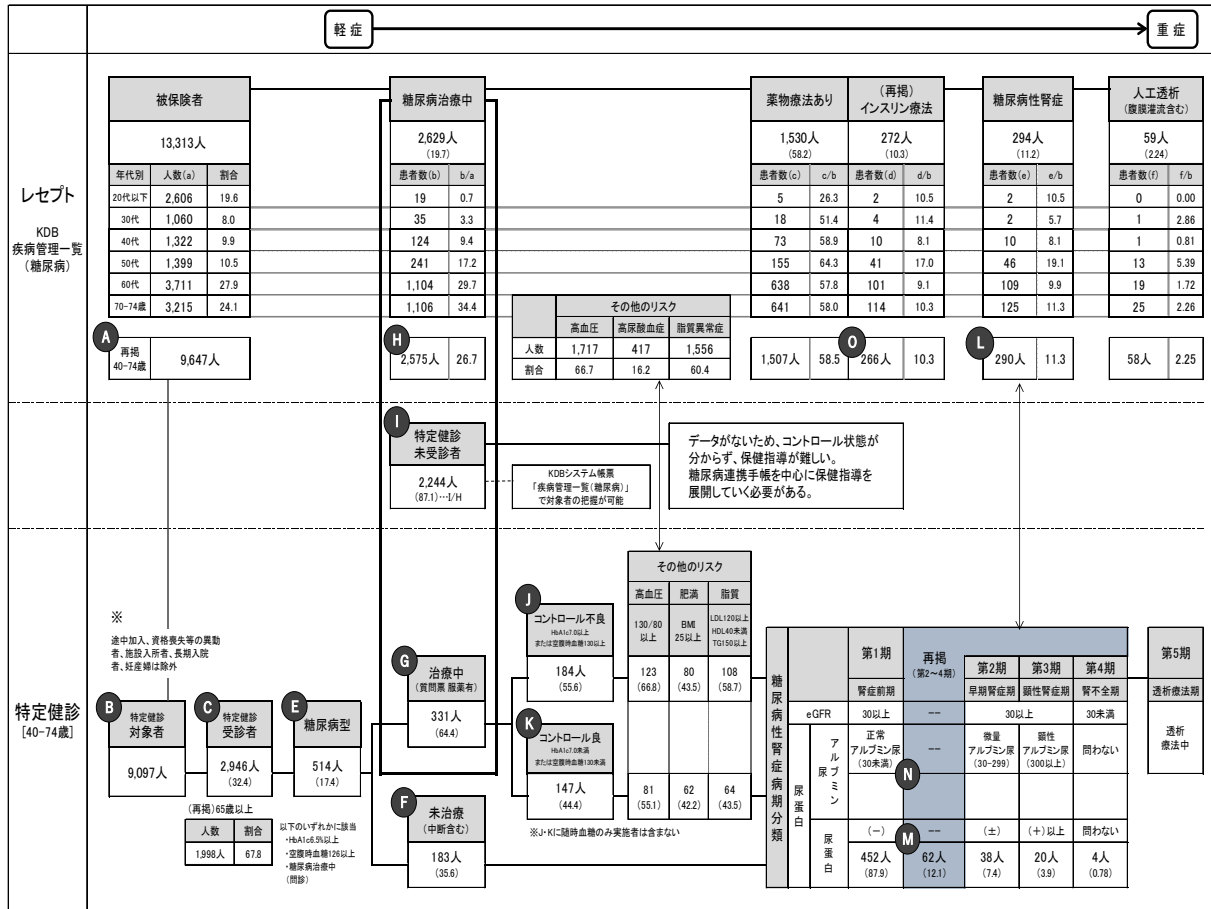 軽症
重症
レセプト
KDB
疾病管理一覧
(糖尿病)
被保険者
13,313人
年代別 人数(a) 割合
20代以下 2,606 19.6
30代 1,060 8.0
40代 1,322 9.9
50代 1,399 10.5
60代 3,711 27.9
70-74歳 3,215 24.1
A
再掲
40-74歳
9,647人
糖尿病治療中
2,629人
(19.7)
患者数(b) b/a
19 0.7
35 3.3
124 9.4
241 17.2
1,104 29.7
1,106 34.4
H
2,575人 26.7
その他のリスク
高血圧 高尿酸血症 脂質異常症
人数 1,717 417 1,556
割合 66.7 16.2 60.4
薬物療法あり
1,530人
(58.2)
患者数(c) c/b
5 26.3
18 51.4
73 58.9
155 64.3
638 57.8
641 58.0
1,507人 58.5
(再掲)
インスリン療法
272人
(10.3)
患者数(d) d/b
2 10.5
4 11.4
10 8.1
41 17.0
101 9.1
114 10.3
O
266人 10.3
糖尿病性腎症
294人
(11.2)
患者数(e) e/b
2 10.5
2 5.7
10 8.1
46 19.1
109 9.9
125 11.3
L
290人 11.3
人工透析
(腹膜灌流含む)
59人
(2.24)
患者数(f) f/b
0 0.00
1 2.86
1 0.81
13 5.39
19 1.72
25 2.26
58人 2.25
I
特定健診
未受診者
2,244人
(87.1)…I/H
KDBシステム帳票
「疾病管理一覧(糖尿病)」
で対象者の把握が可能
データがないため、コントロール状態が
分からず、保健指導が難しい。
糖尿病連携手帳を中心に保健指導を
展開していく必要がある。
特定健診
[40-74歳]
※
途中加入、資格喪失等の異動
者、施設入所者、長期入院
者、妊産婦は除外
B
特定健診
対象者
9,097人
C
特定健診
受診者
2,946人
(32.4)
(再掲)65歳以上
人数 割合
1,998人 67.8
E
糖尿病型
514人
(17.4)
以下のいずれかに該当
・HbA1c6.5%以上
・空腹時血糖126以上
・糖尿病治療中
(問診)
G
治療中
(質問票 服薬有)
331人
(64.4)
F
未治療
(中断含む)
183人
(35.6)
J
コントロール不良
HbA1c7.0以上
または空腹時血糖130以上
184人
(55.6)
K
コントロール良
HbA1c7.0未満
または空腹時血糖130未満
147人
(44.4)
※J・Kに随時血糖のみ実施者は含まない
その他のリスク
高血圧 肥満 脂質
130/80
以上
BMI
25以上
LDL120以上
HDL40未満
TG150以上
123 80 108
(66.8) (43.5) (58.7)
81 62 64
(55.1) (42.2) (43.5)
糖尿病性腎症病期分類
第1期
腎症前期
再掲
(第2～4期)
第2期 第3期 第4期
早期腎症期 顕性腎症期 腎不全期
第5期
透析療法期
eGFR 30以上 -- 30以上 30未満
透析
療法中
尿蛋白
尿アルブミン
正常
アルブミン尿
(30未満)
--
微量
アルブミン尿
(30-299)
顕性
アルブミン尿
(300以上)
問わない
N
尿蛋白
(－) -- (±) (＋)以上 問わない
M
452人 62人 38人 20人 4人
(87.9) (12.1) (7.4) (3.9) (0.78)